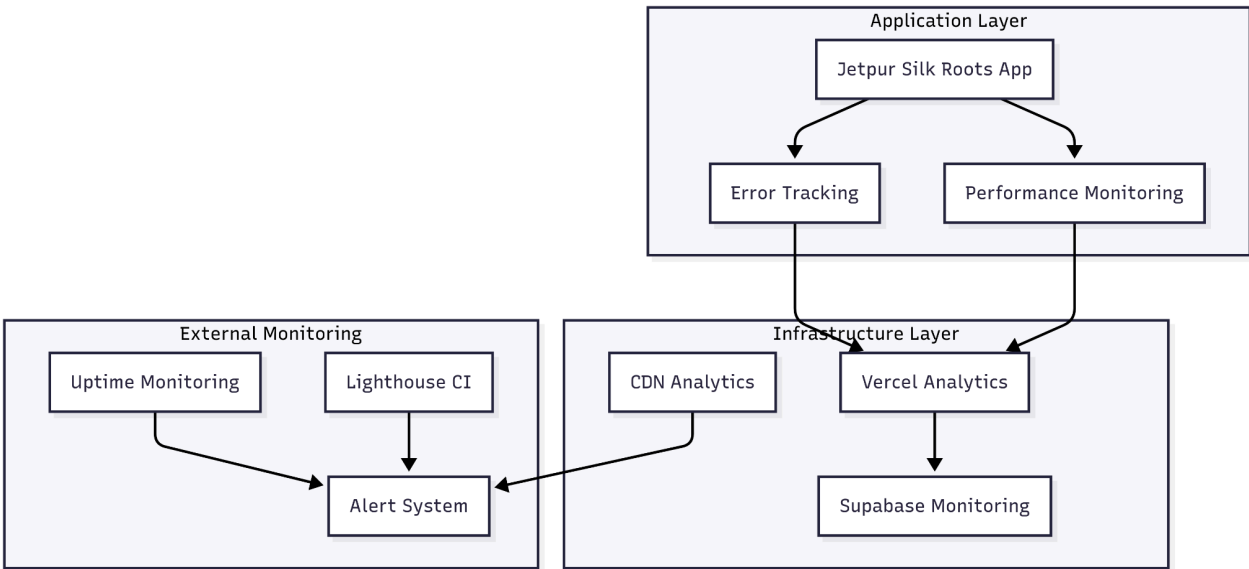 Application Layer
Jetpur Silk Roots App
Error Tracking
Performance Monitoring
External Monitoring
Infrastructure Layer
Uptime Monitoring
Lighthouse CI
CDN Analytics
Vercel Analytics
Alert System
Supabase Monitoring